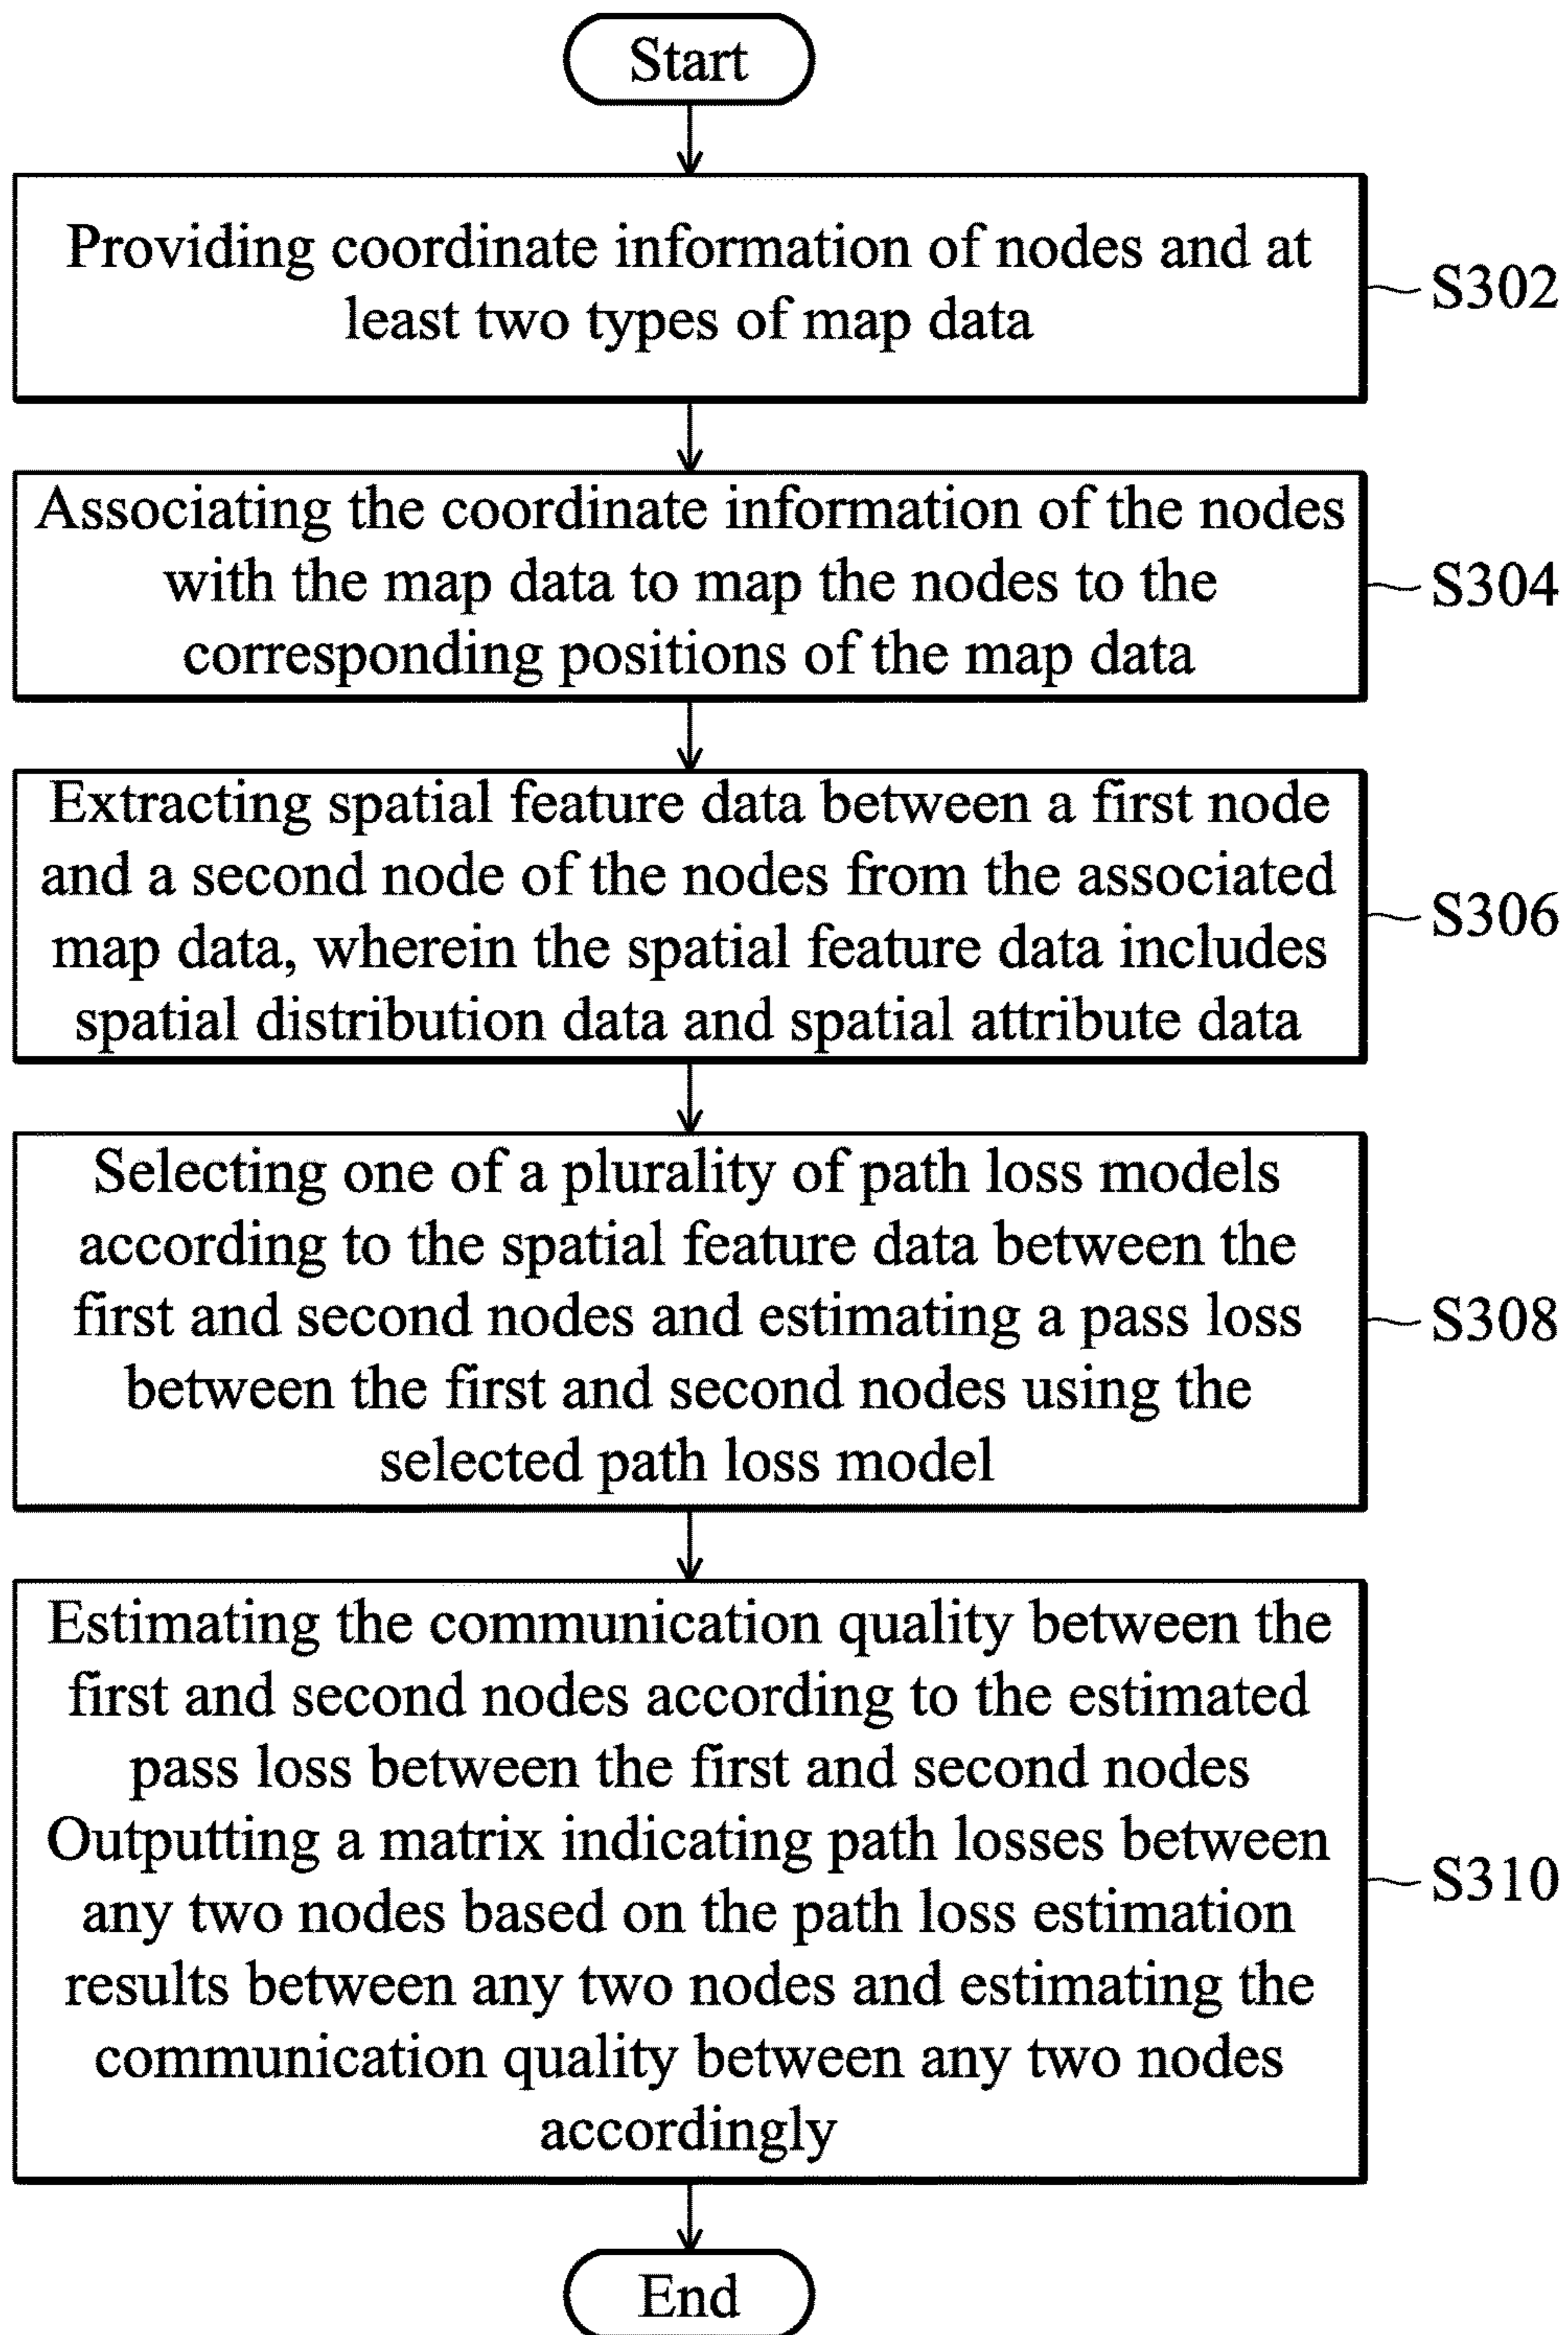 Start
Providing coordinate information of nodes and at
least two types of map data
S302
Associating the coordinate information of the nodes
with the map data to map the nodes to the
corresponding positions of the map data
S304
Extracting spatial feature data between a first node
and a second node of the nodes from the associated
map data, wherein the spatial feature data includes
spatial distribution data and spatial attribute data
S306
Selecting one of a plurality of path loss models
according to the spatial feature data between the
first and second nodes and estimating a pass loss
between the first and second nodes using the
selected path loss model
S308
Estimating the communication quality between the
first and second nodes according to the estimated
pass loss between the first and second nodes
Outputting a matrix indicating path losses between
any two nodes based on the path loss estimation
results between any two nodes and estimating the
communication quality between any two nodes
accordingly
S310
End